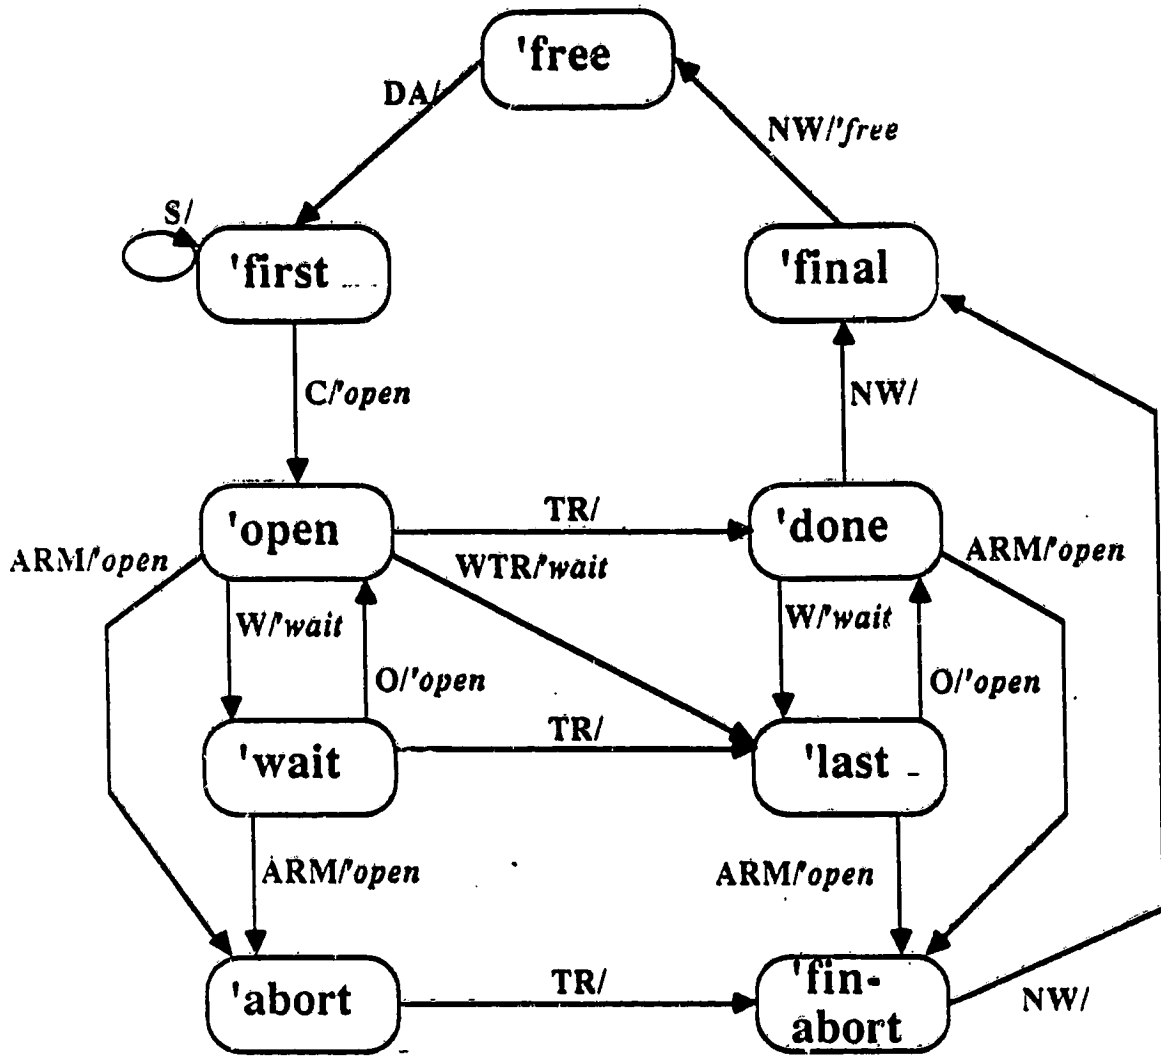 'free
DA/
NW/'free
S/
'first
'final
C/'open
NW/
'open
TR/
'done
ARM/'open
WTR/'wait
ARM/'open
W/'wait
W/'wait
O/'open
O/'open
TR/
'wait
'last
ARM/'open
ARM/'open
'abort
TR/
'fin-
abort
NW/